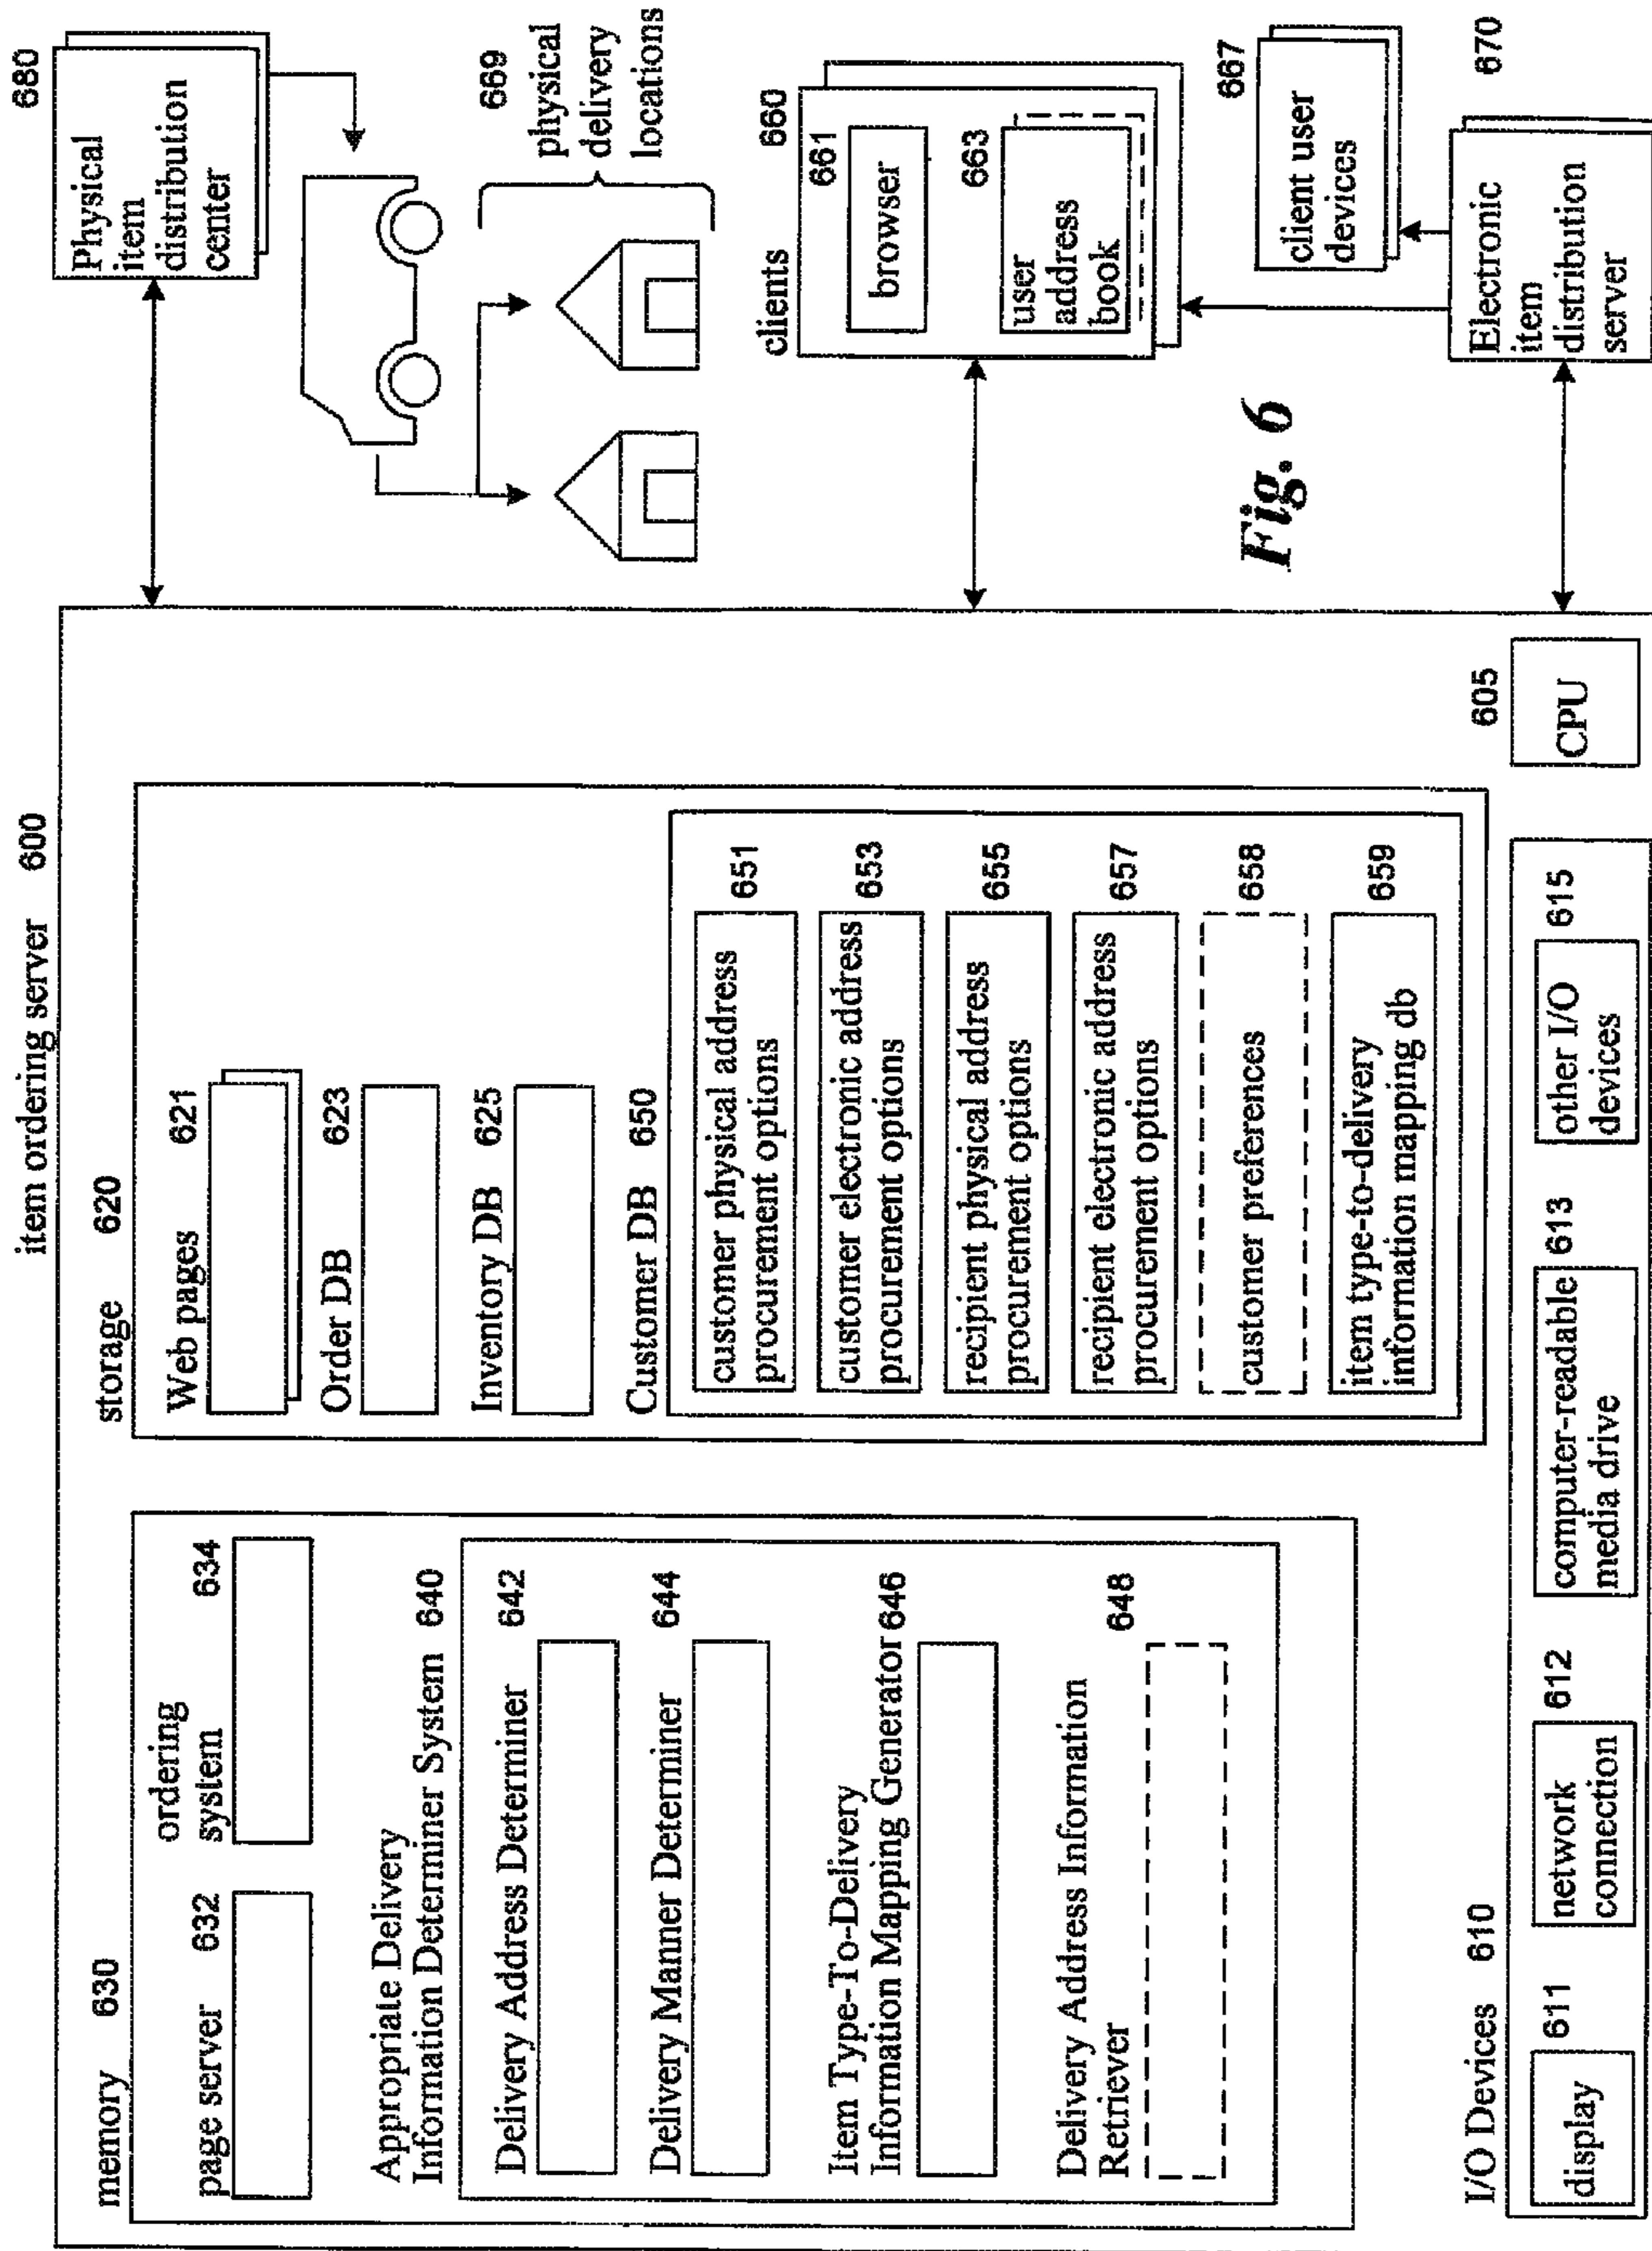 item ordering server 600
memory 630
page server 632
ordering
system
634
Appropriate Delivery
Information Determiner System 640
Delivery Address Determiner 642
Delivery Manner Determiner 644
Item Type-To-Delivery
Information Mapping Generator 646
Delivery Address Information
Retriever
648
storage 620
Web pages 621
Order DB 623
Inventory DB 625
Customer DB 650
customer physical address
procurement options
651
customer electronic address
procurement options
653
recipient physical address
procurement options
655
recipient electronic address
procurement options
657
customer preferences
658
item type-to-delivery
information mapping db
659
I/O Devices 610
display
611
network
connection
612
computer-readable
media drive
613
other I/O
devices
615
605
CPU
680
Physical
item
distribution
center
669
physical
delivery
locations
clients
660
661
browser
663
user
address
book
667
client user
devices
670
Electronic
item
distribution
server
Fig. 6